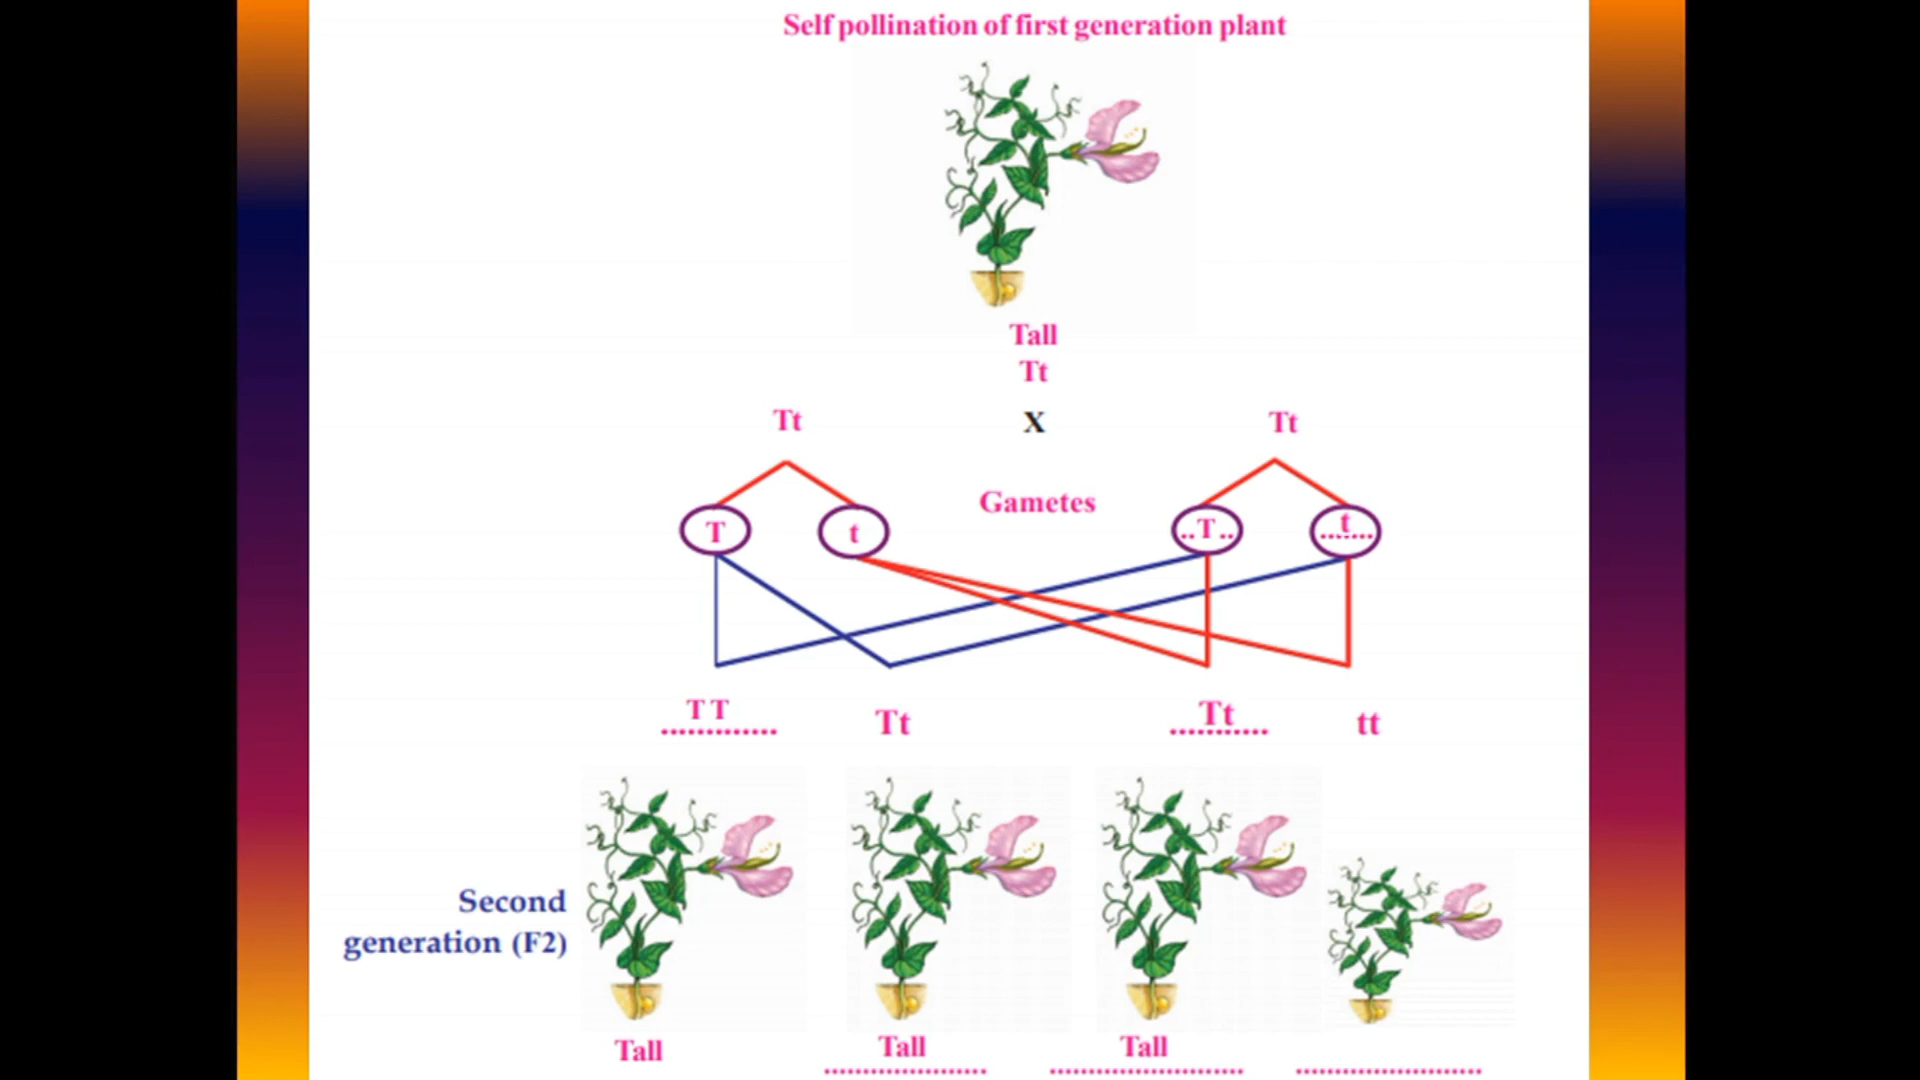 Self pollination of first generation plant
Tall
Tt
Tt X Tt
Gametes
T t ..T.. ..t.....
T T Tt Tt tt
............. ...........
Second
generation (F2)
Tall Tall Tall
..................... ......................... ........................